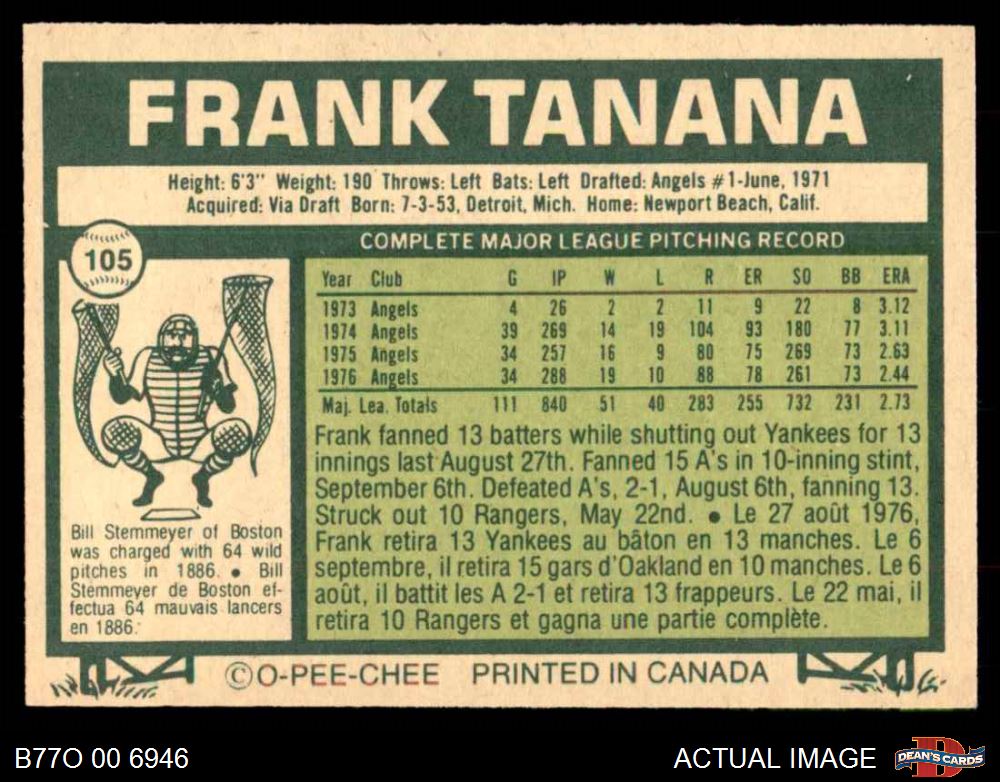 FRANK TANANA
Height: 6'3" Weight: 190 Throws: Left Bats: Left Drafted: Angels #1-June, 1971
Acquired: Via Draft Born: 7-3-53, Detroit, Mich. Home: Newport Beach, Calif.
105
COMPLETE MAJOR LEAGUE PITCHING RECORD
Year Club G IP W L R ER SO BB ERA
1973 Angels 4 26 2 2 11 9 22 8 3.12
1974 Angels 39 269 14 19 104 93 180 77 3.11
1975 Angels 34 257 16 9 80 75 269 73 2.63
1976 Angels 34 288 19 10 88 78 261 73 2.44
Maj. Lea. Totals 111 840 51 40 283 255 732 231 2.73
Frank fanned 13 batters while shutting out Yankees for 13
innings last August 27th. Fanned 15 A's in 10-inning stint,
September 6th. Defeated A's, 2-1, August 6th, fanning 13.
Struck out 10 Rangers, May 22nd. ● Le 27 août 1976,
Frank retira 13 Yankees au bâton en 13 manches. Le 6
septembre, il retira 15 gars d'Oakland en 10 manches. Le 6
août, il battit les A 2-1 et retira 13 frappeurs. Le 22 mai, il
retira 10 Rangers et gagna une partie complète.
Bill Stemmeyer of Boston
was charged with 64 wild
pitches in 1886. ● Bill
Stemmeyer de Boston ef-
fectua 64 mauvais lancers
en 1886.
©O-PEE-CHEE PRINTED IN CANADA
B77O 00 6946
ACTUAL IMAGE
D
DEAN'S CARDS